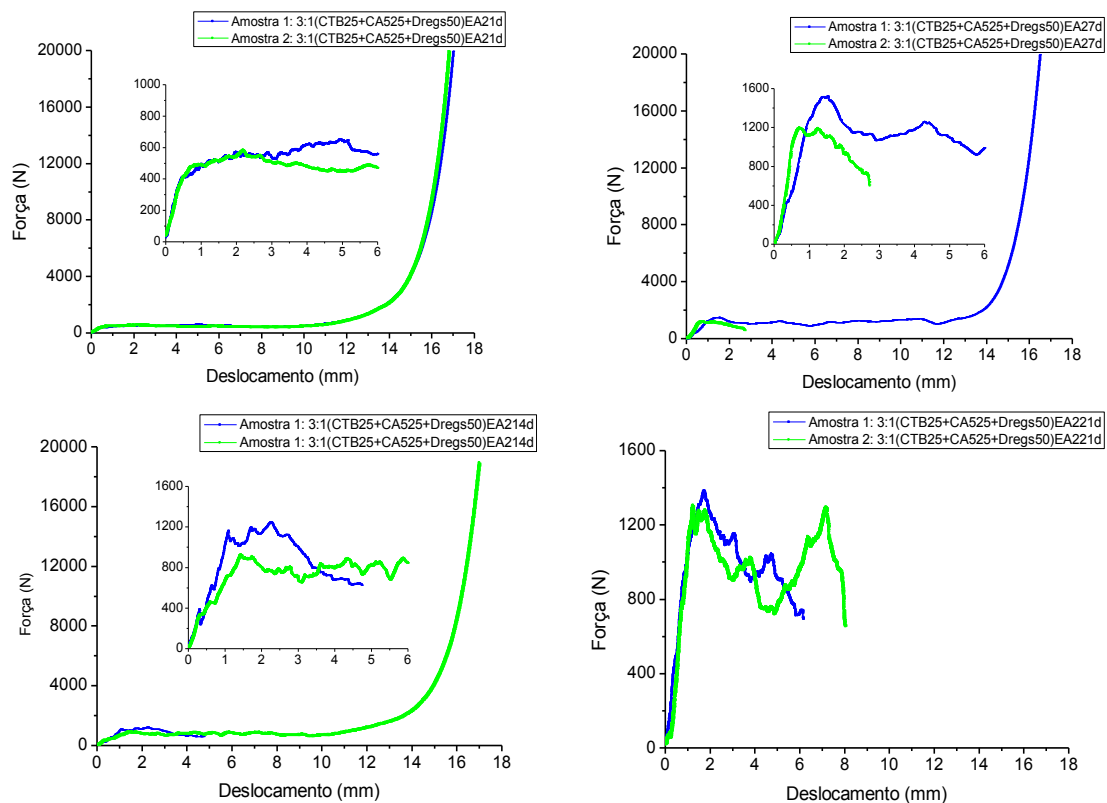 Amostra 1: 3:1(CTB25+CA525+Dregs50)EA21d
Amostra 2: 3:1(CTB25+CA525+Dregs50)EA21d
20000
16000
12000
8000
4000
0
Força (N)
1000
800
600
400
200
0
0 1 2 3 4 5 6
0 2 4 6 8 10 12 14 16 18
Deslocamento (mm)
Amostra 1: 3:1(CTB25+CA525+Dregs50)EA27d
Amostra 2: 3:1(CTB25+CA525+Dregs50)EA27d
20000
16000
12000
8000
4000
0
Força (N)
1600
1200
800
400
0
0 1 2 3 4 5 6
0 2 4 6 8 10 12 14 16 18
Deslocamento (mm)
Amostra 1: 3:1(CTB25+CA525+Dregs50)EA214d
Amostra 1: 3:1(CTB25+CA525+Dregs50)EA214d
20000
16000
12000
8000
4000
0
Força (N)
1600
1200
800
400
0
0 1 2 3 4 5 6
0 2 4 6 8 10 12 14 16 18
Deslocamento (mm)
Amostra 1: 3:1(CTB25+CA525+Dregs50)EA221d
Amostra 2: 3:1(CTB25+CA525+Dregs50)EA221d
1600
1200
800
400
0
Força (N)
0 2 4 6 8 10 12 14 16 18
Deslocamento (mm)